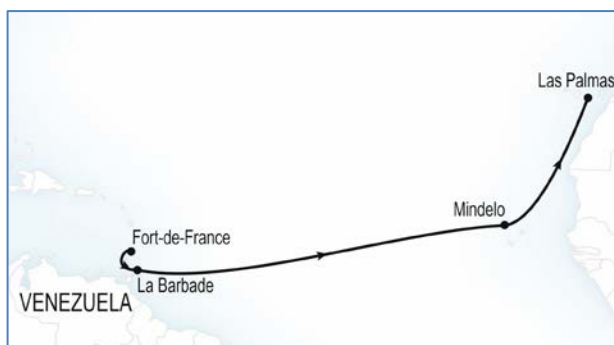 Las Palmas
Mindelo
Fort-de-France
La Barbade
VENEZUELA